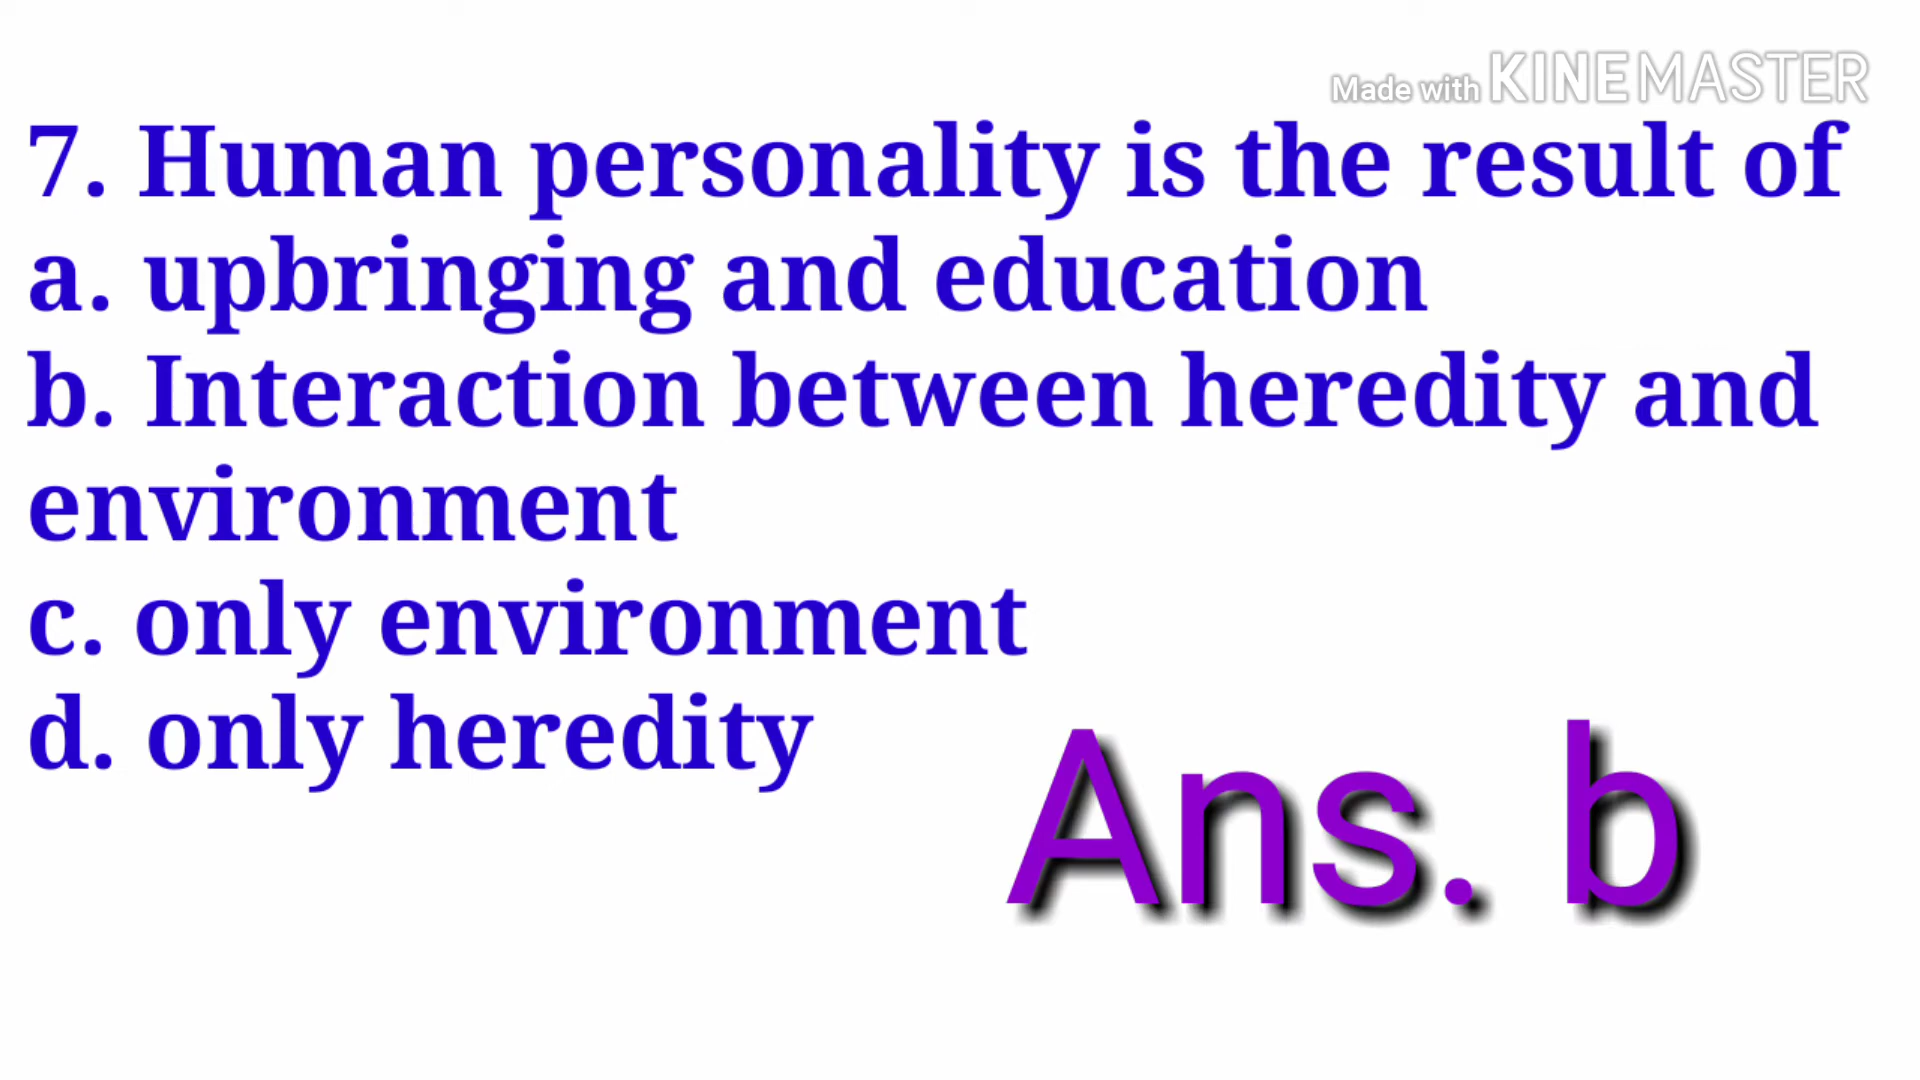 Made with KINEMASTER
7. Human personality is the result of
a. upbringing and education
b. Interaction between heredity and
environment
c. only environment
d. only heredity
Ans. b